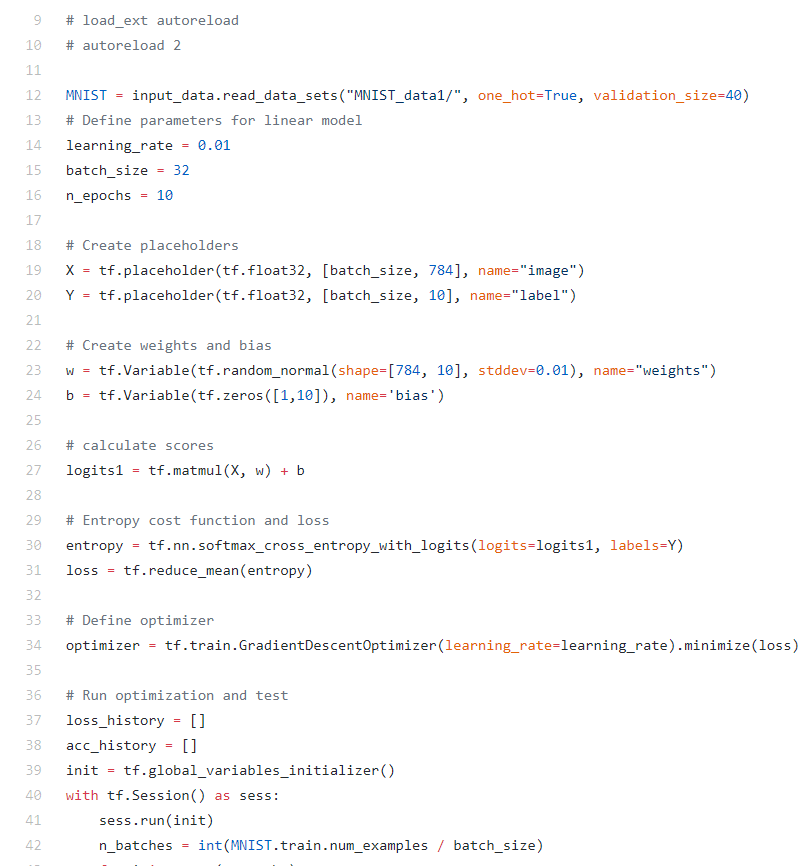 9 # load_ext autoreload
10 # autoreload 2
11
12 MNIST = input_data.read_data_sets("MNIST_data1/", one_hot=True, validation_size=40)
13 # Define parameters for linear model
14 learning_rate = 0.01
15 batch_size = 32
16 n_epochs = 10
17
18 # Create placeholders
19 X = tf.placeholder(tf.float32, [batch_size, 784], name="image")
20 Y = tf.placeholder(tf.float32, [batch_size, 10], name="label")
21
22 # Create weights and bias
23 w = tf.Variable(tf.random_normal(shape=[784, 10], stddev=0.01), name="weights")
24 b = tf.Variable(tf.zeros([1,10]), name='bias')
25
26 # calculate scores
27 logits1 = tf.matmul(X, w) + b
28
29 # Entropy cost function and loss
30 entropy = tf.nn.softmax_cross_entropy_with_logits(logits=logits1, labels=Y)
31 loss = tf.reduce_mean(entropy)
32
33 # Define optimizer
34 optimizer = tf.train.GradientDescentOptimizer(learning_rate=learning_rate).minimize(loss)
35
36 # Run optimization and test
37 loss_history = []
38 acc_history = []
39 init = tf.global_variables_initializer()
40 with tf.Session() as sess:
41     sess.run(init)
42     n_batches = int(MNIST.train.num_examples / batch_size)